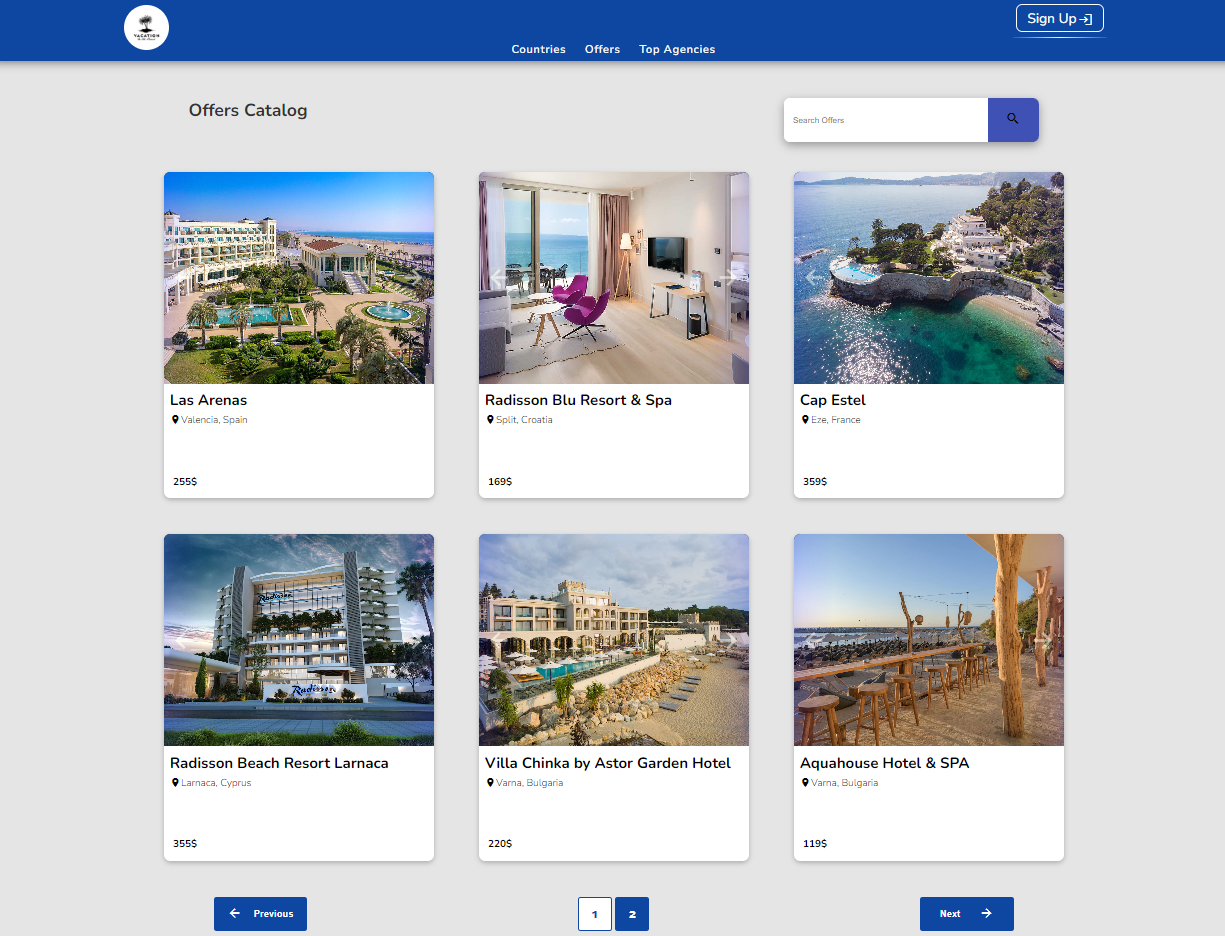 VACATION
Sign Up
Countries Offers Top Agencies
Offers Catalog
Search Offers
Las Arenas
Valencia, Spain
255$
Radisson Blu Resort & Spa
Split, Croatia
169$
Cap Estel
Eze, France
359$
Radisson
Radisson
Radisson Beach Resort Larnaca
Larnaca, Cyprus
355$
Villa Chinka by Astor Garden Hotel
Varna, Bulgaria
220$
Aquahouse Hotel & SPA
Varna, Bulgaria
119$
Previous
1 2
Next